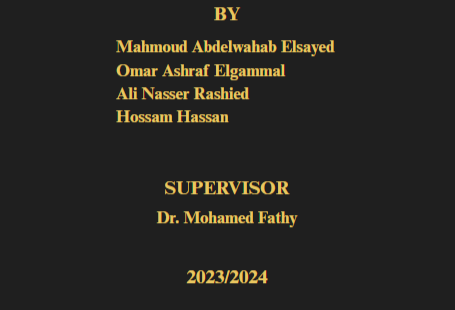 BY
Mahmoud Abdelwahab Elsayed
Omar Ashraf Elgammal
Ali Nasser Rashied
Hossam Hassan
SUPERVISOR
Dr. Mohamed Fathy
2023/2024